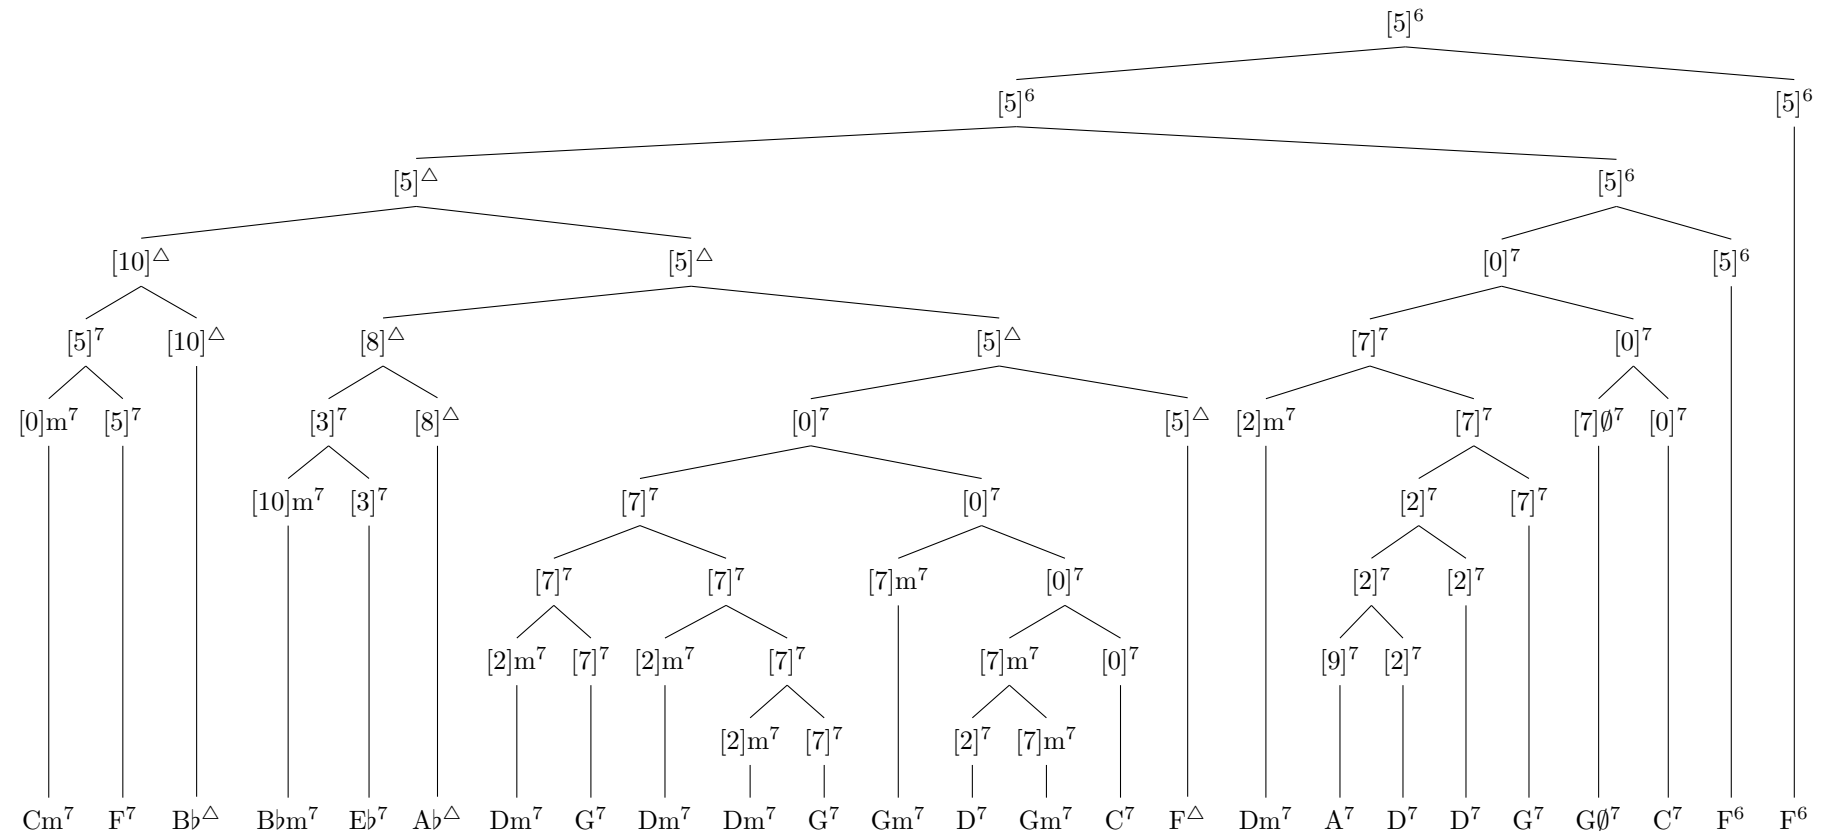 [5]⁶
[5]⁶ [5]⁶
[5]△ [5]⁶
[10]△ [5]△ [0]⁷ [5]⁶
[5]⁷ [10]△ [8]△ [5]△ [7]⁷ [0]⁷
[0]m⁷ [5]⁷ [3]⁷ [8]△ [0]⁷ [5]△ [2]m⁷ [7]⁷ [7]∅⁷ [0]⁷
[10]m⁷ [3]⁷ [7]⁷ [0]⁷ [2]⁷ [7]⁷
[7]⁷ [7]⁷ [7]m⁷ [0]⁷ [2]⁷ [2]⁷
[2]m⁷ [7]⁷ [2]m⁷ [7]⁷ [7]m⁷ [0]⁷ [9]⁷ [2]⁷
[2]m⁷ [7]⁷ [2]⁷ [7]m⁷
Cm⁷ F⁷ B♭△ B♭m⁷ E♭⁷ A♭△ Dm⁷ G⁷ Dm⁷ Dm⁷ G⁷ Gm⁷ D⁷ Gm⁷ C⁷ F△ Dm⁷ A⁷ D⁷ D⁷ G⁷ G∅⁷ C⁷ F⁶ F⁶